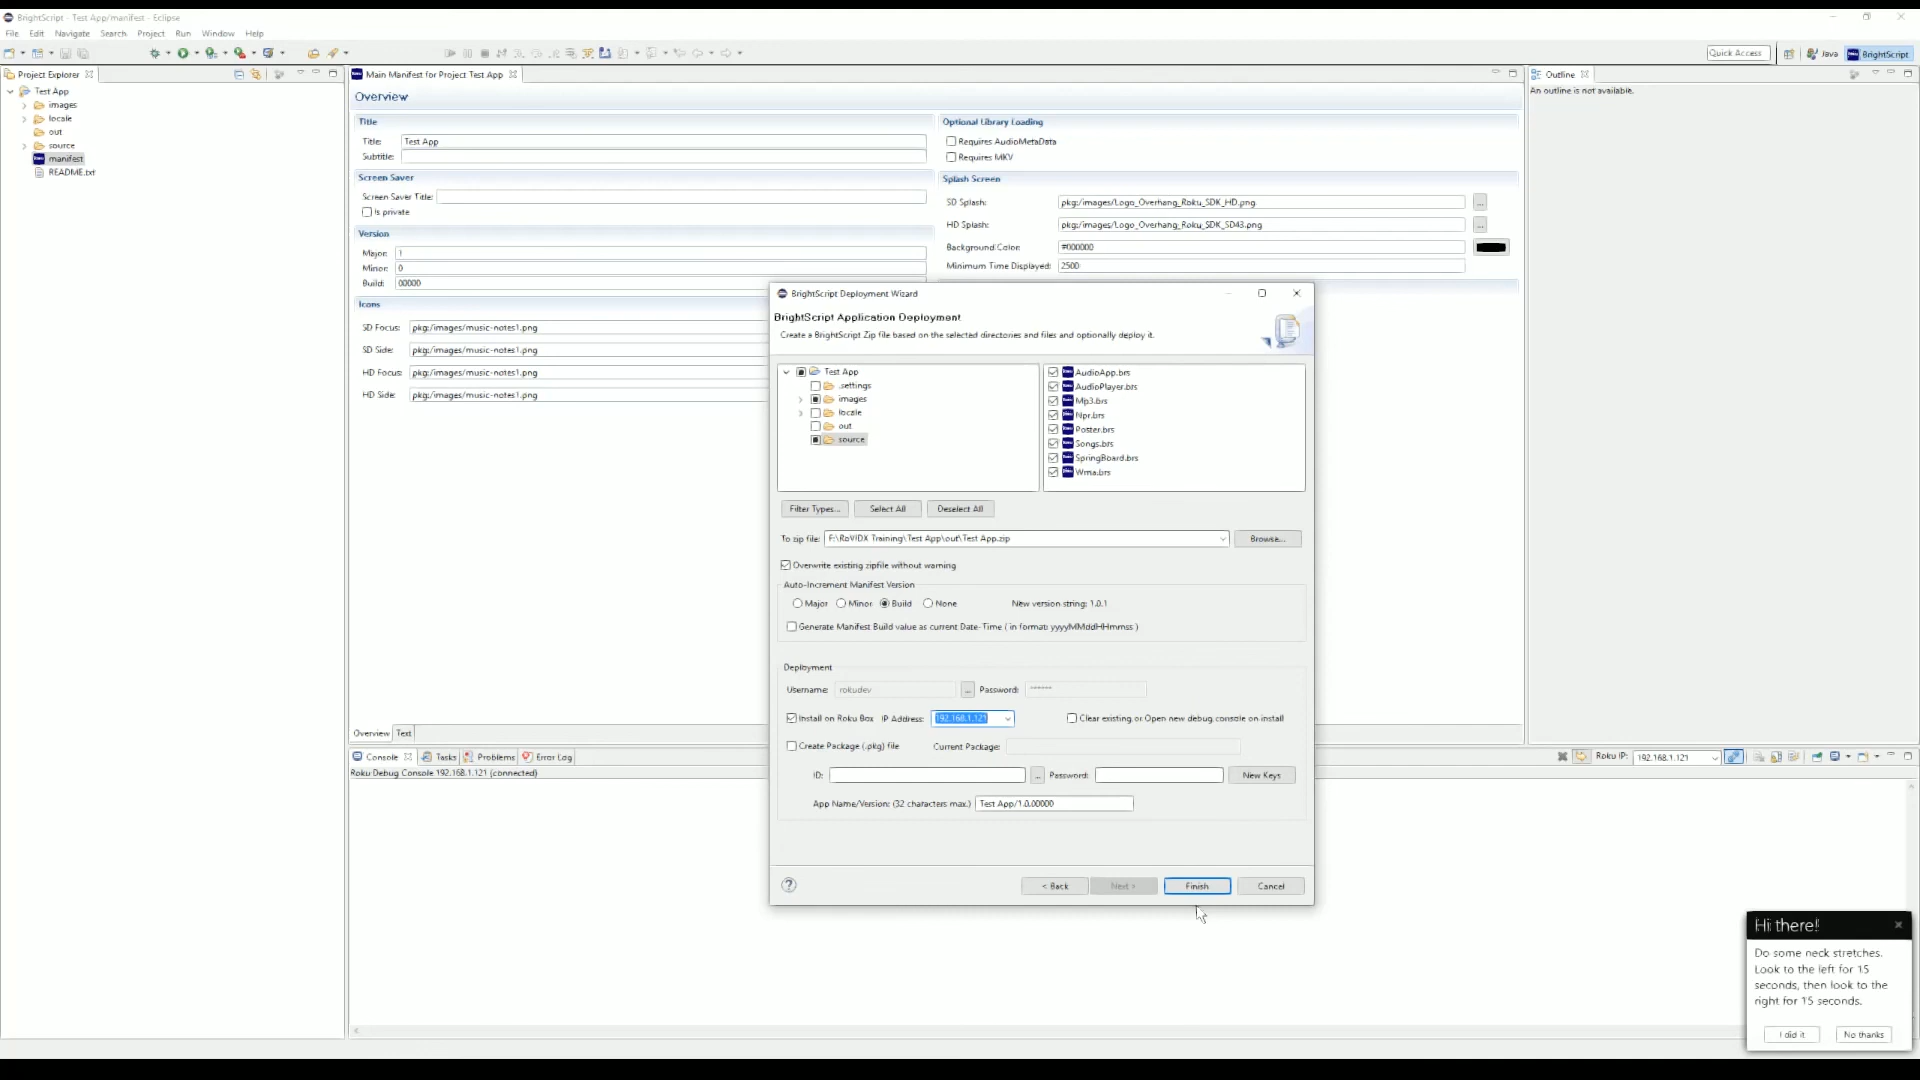 BrightScript - Test App/manifest - Eclipse
File Edit Navigate Search Project Run Window Help
Quick Access
Java
BrightScript
Project Explorer
Test App
images
locale
out
source
manifest
README.txt
Main Manifest for Project Test App
Overview
Title
Title: Test App
Subtitle:
Screen Saver
Screen Saver Title:
Is private
Version
Major: 1
Minor: 0
Build: 00000
Icons
SD Focus: pkg:/images/music-notes1.png
SD Side: pkg:/images/music-notes1.png
HD Focus: pkg:/images/music-notes1.png
HD Side: pkg:/images/music-notes1.png
Optional Library Loading
Requires AudioMetaData
Requires MKV
Splash Screen
SD Splash: pkg:/images/Logo_Overhang_Roku_SDK_HD.png
...
HD Splash: pkg:/images/Logo_Overhang_Roku_SDK_SD43.png
...
Background Color: #000000
Minimum Time Displayed: 2500
Outline
An outline is not available.
BrightScript Deployment Wizard
BrightScript Application Deployment
Create a BrightScript Zip file based on the selected directories and files and optionally deploy it.
Test App
.settings
images
locale
out
source
AudioApp.brs
AudioPlayer.brs
Mp3.brs
Npr.brs
Poster.brs
Songs.brs
SpringBoard.brs
Wma.brs
Filter Types... Select All Deselect All
To zip file: F:\RoVIDX Training\Test App\out\Test App.zip Browse...
Overwrite existing zipfile without warning
Auto-Increment Manifest Version
Major Minor Build None New version string: 1.0.1
Generate Manifest Build value as current Date-Time ( in format: yyyyMMddHHmmss )
Deployment
Username: rokudev ... Password: ******
Install on Roku Box IP Address: 192.168.1.121 Clear existing or Open new debug console on install
Create Package (.pkg) file Current Package:
ID: ... Password: New Keys
App Name/Version: (32 characters max.) Test App/1.0.00000
? < Back Next > Finish Cancel
Overview Text
Console Tasks Problems Error Log
Roku IP: 192.168.1.121
Roku Debug Console 192.168.1.121 (connected)
Hi there!
Do some neck stretches.
Look to the left for 15
seconds, then look to the
right for 15 seconds.
I did it No thanks